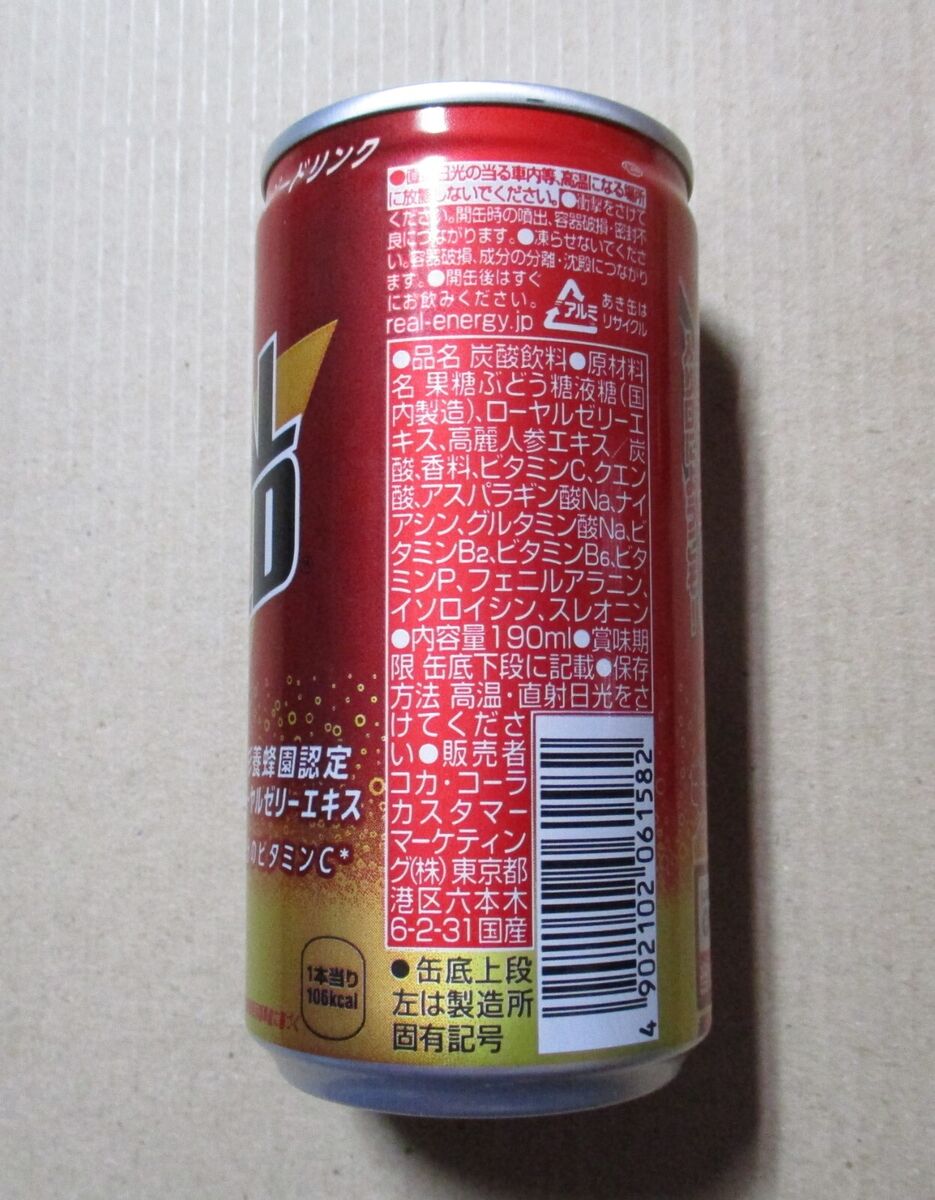 ードリンク
●直射日光の当る車内等、高温になる場所
に放置しないでください。●衝撃をさけて
ください。開缶時の噴出、容器破損・密封不
良につながります。●凍らせないでくださ
い。容器破損、成分の分離・沈殿につながり
ます。●開缶後はすぐ
にお飲みください。
real-energy.jp
アルミ
あき缶は
リサイクル
●品名 炭酸飲料●原材料
名 果糖ぶどう糖液糖(国
内製造)、ローヤルゼリーエ
キス、高麗人参エキス/炭
酸、香料、ビタミンC、クエン
酸、アスパラギン酸Na、ナイ
アシン、グルタミン酸Na、ビ
タミンB2、ビタミンB6、ビタ
ミンP、フェニルアラニン、
イソロイシン、スレオニン
●内容量190ml●賞味期
限 缶底下段に記載●保存
方法 高温・直射日光をさ
けてくださ
い●販売者
コカ・コーラ
カスタマー
マーケティン
グ(株) 東京都
港区六本木
6-2-31 国産
●缶底上段
左は製造所
固有記号
4 902102 061582
L
D
養蜂園認定
ヤルゼリーエキス
のビタミンC*
1本当り
106kcal
に基づく